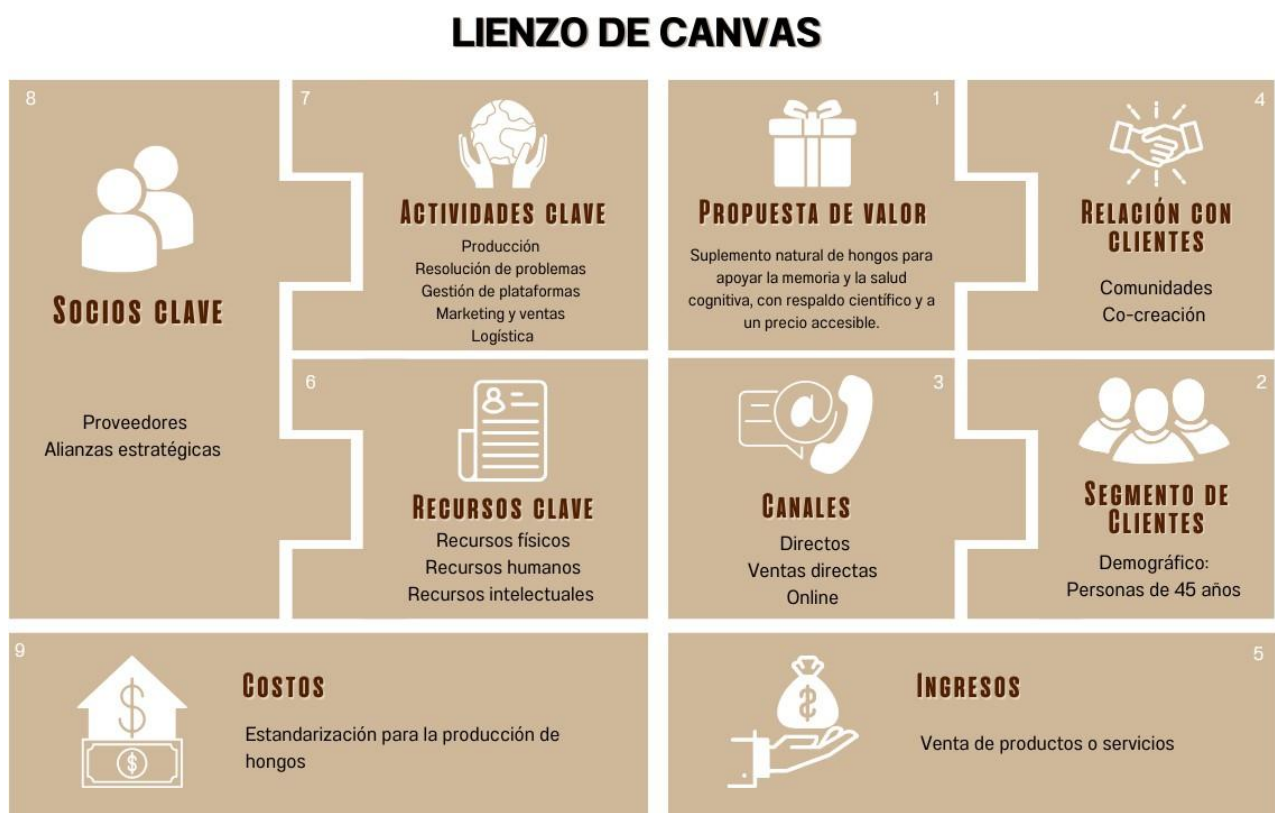 LIENZO DE CANVAS
8
SOCIOS CLAVE
Proveedores
Alianzas estratégicas
7
ACTIVIDADES CLAVE
Producción
Resolución de problemas
Gestión de plataformas
Marketing y ventas
Logística
6
RECURSOS CLAVE
Recursos físicos
Recursos humanos
Recursos intelectuales
1
PROPUESTA DE VALOR
Suplemento natural de hongos para
apoyar la memoria y la salud
cognitiva, con respaldo científico y a
un precio accesible.
3
@
CANALES
Directos
Ventas directas
Online
4
RELACIÓN CON
CLIENTES
Comunidades
Co-creación
2
SEGMENTO DE
CLIENTES
Demográfico:
Personas de 45 años
9
$
$
COSTOS
Estandarización para la producción de
hongos
5
$
INGRESOS
Venta de productos o servicios